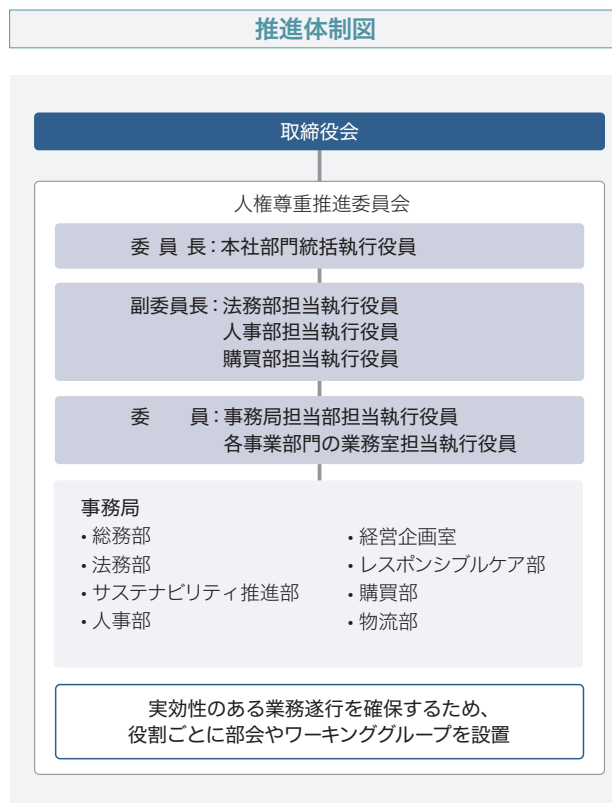 推進体制図
取締役会
人権尊重推進委員会
委員長：本社部門統括執行役員
副委員長：法務部担当執行役員
人事部担当執行役員
購買部担当執行役員
委　員：事務局担当部担当執行役員
各事業部門の業務室担当執行役員
事務局
・総務部
・法務部
・サステナビリティ推進部
・人事部
・経営企画室
・レスポンシブルケア部
・購買部
・物流部
実効性のある業務遂行を確保するため、
役割ごとに部会やワーキンググループを設置